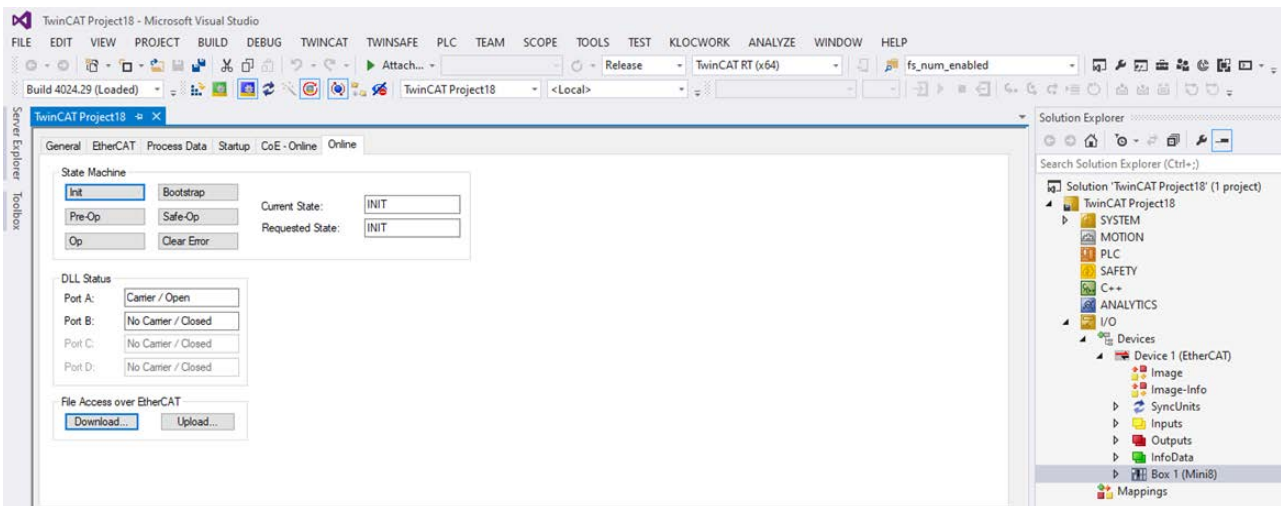 TwinCAT Project18 - Microsoft Visual Studio
FILE EDIT VIEW PROJECT BUILD DEBUG TWINCAT TWINSAFE PLC TEAM SCOPE TOOLS TEST KLOCWORK ANALYZE WINDOW HELP
Attach... Release TwinCAT RT (x64) fs_num_enabled
Build 4024.29 (Loaded) TwinCAT Project18 <Local>
Server Explorer
Toolbox
TwinCAT Project18
General EtherCAT Process Data Startup CoE - Online Online
State Machine
Init Bootstrap
Pre-Op Safe-Op
Op Clear Error
Current State: INIT
Requested State: INIT
DLL Status
Port A: Carrier / Open
Port B: No Carrier / Closed
Port C: No Carrier / Closed
Port D: No Carrier / Closed
File Access over EtherCAT
Download... Upload...
Solution Explorer
Search Solution Explorer (Ctrl+;)
Solution 'TwinCAT Project18' (1 project)
TwinCAT Project18
SYSTEM
MOTION
PLC
SAFETY
C++
ANALYTICS
I/O
Devices
Device 1 (EtherCAT)
Image
Image-Info
SyncUnits
Inputs
Outputs
InfoData
Box 1 (Mini8)
Mappings